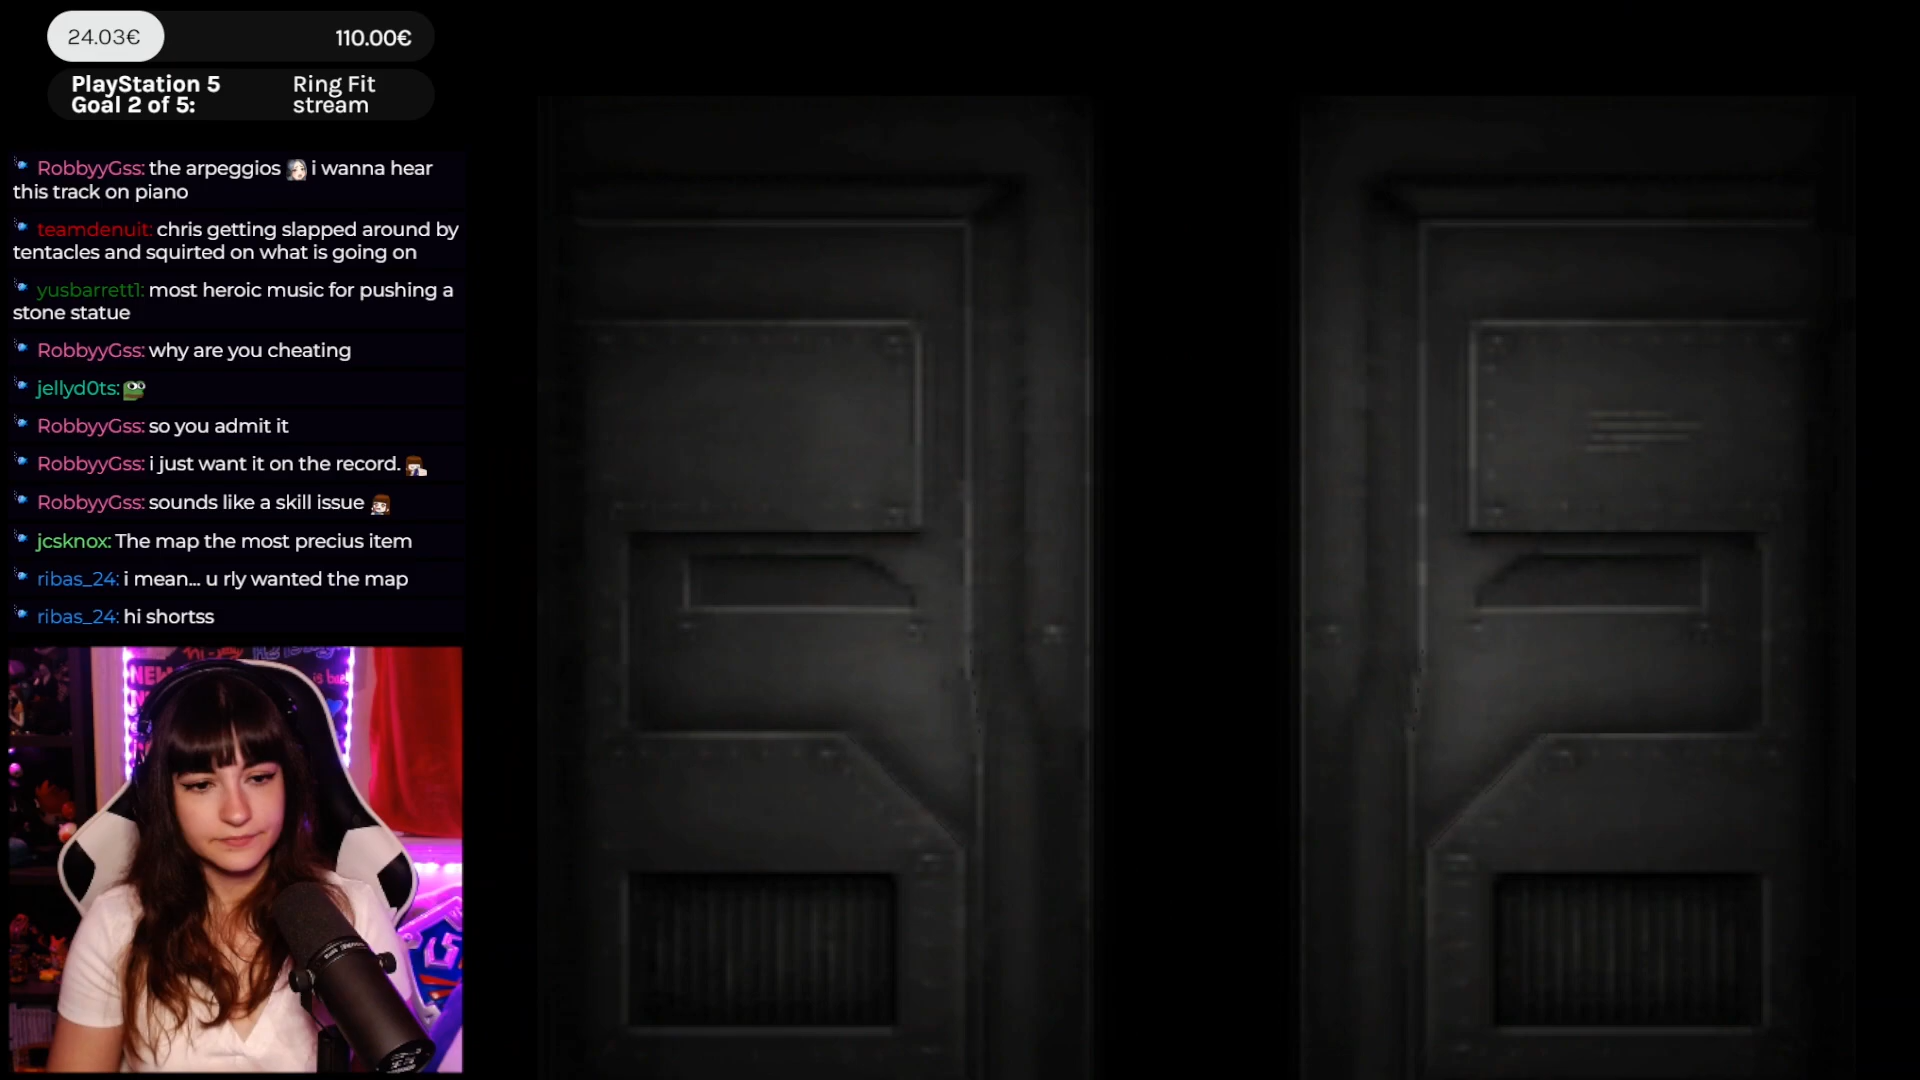 24.03€ 110.00€
PlayStation 5 Ring Fit
Goal 2 of 5: stream
RobbyyGss: the arpeggios i wanna hear
this track on piano
teamdenuit: chris getting slapped around by
tentacles and squirted on what is going on
yusbarrett1: most heroic music for pushing a
stone statue
RobbyyGss: why are you cheating
jellyd0ts:
RobbyyGss: so you admit it
RobbyyGss: i just want it on the record.
RobbyyGss: sounds like a skill issue
jcsknox: The map the most precius item
ribas_24: i mean... u rly wanted the map
ribas_24: hi shortss
NEW
is back